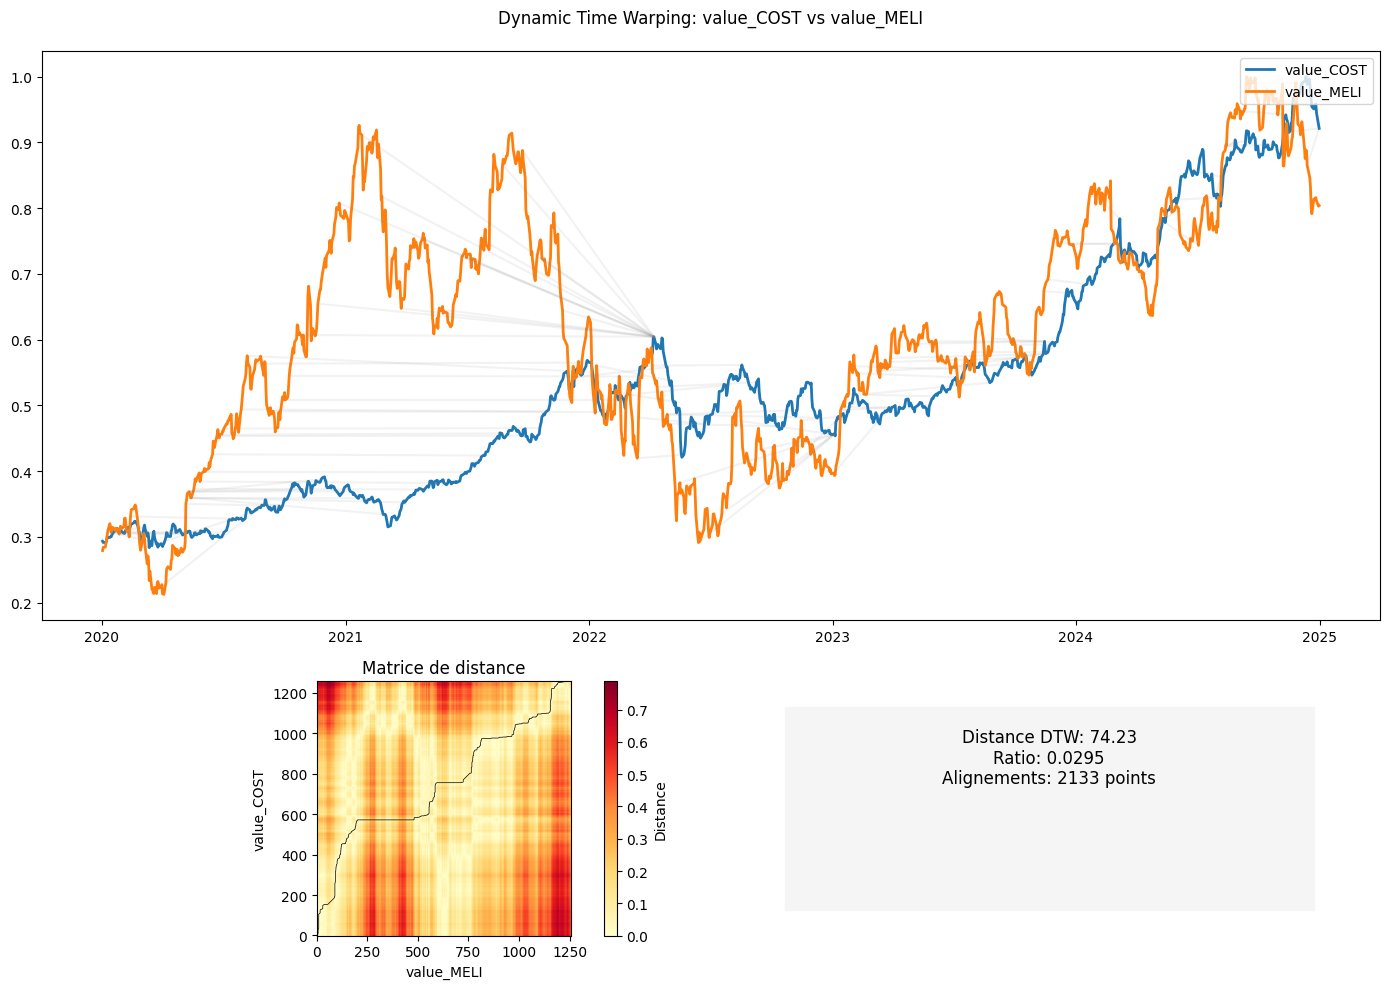 Dynamic Time Warping: value_COST vs value_MELI
1.0
0.9
0.8
0.7
0.6
0.5
0.4
0.3
0.2
value_COST
value_MELI
2020 2021 2022 2023 2024 2025
Matrice de distance
1200
1000
800
600
400
200
0
value_COST
0 250 500 750 1000 1250
value_MELI
0.7
0.6
0.5
0.4
0.3
0.2
0.1
0.0
Distance
Distance DTW: 74.23
Ratio: 0.0295
Alignements: 2133 points